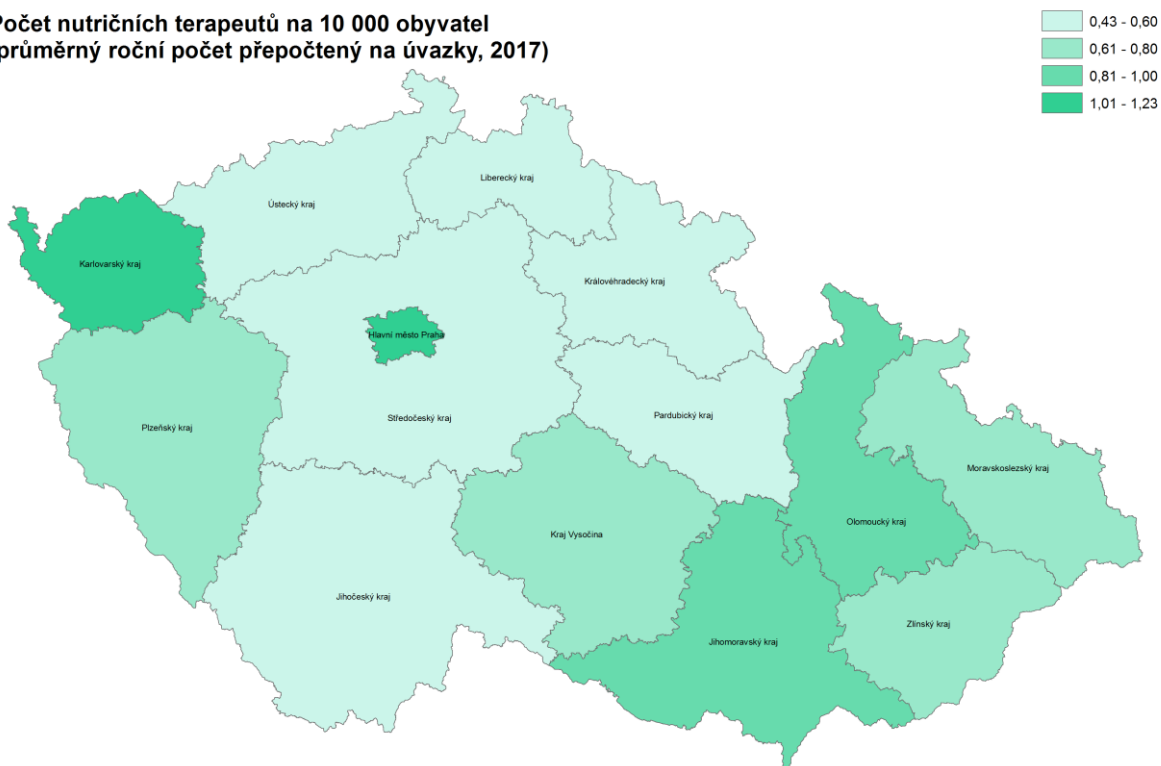 Počet nutričních terapeutů na 10 000 obyvatel
(průměrný roční počet přepočtený na úvazky, 2017)
0,43 - 0,60
0,61 - 0,80
0,81 - 1,00
1,01 - 1,23
Liberecký kraj
Ústecký kraj
Karlovarský kraj
Královéhradecký kraj
Hlavní město Praha
Středočeský kraj
Pardubický kraj
Plzeňský kraj
Moravskoslezský kraj
Olomoucký kraj
Kraj Vysočina
Jihočeský kraj
Zlínský kraj
Jihomoravský kraj